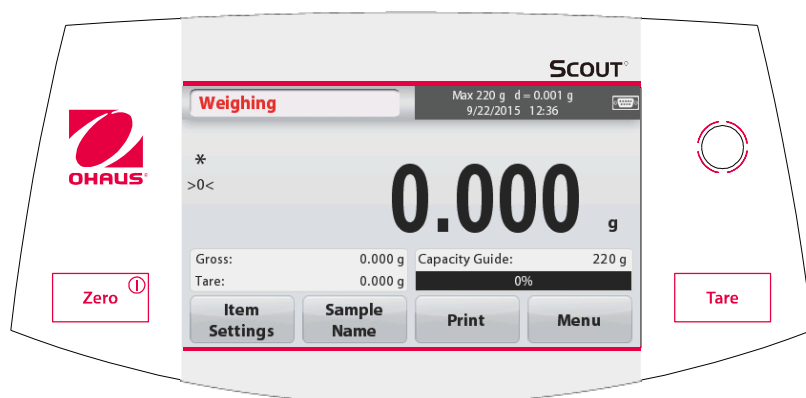 SCOUT
Weighing
Max 220 g d = 0.001 g
9/22/2015 12:36
OHAUS
*
>0<
0.000 g
Gross: 0.000 g
Tare: 0.000 g
Capacity Guide: 220 g
0%
Zero
Item Settings
Sample Name
Print
Menu
Tare